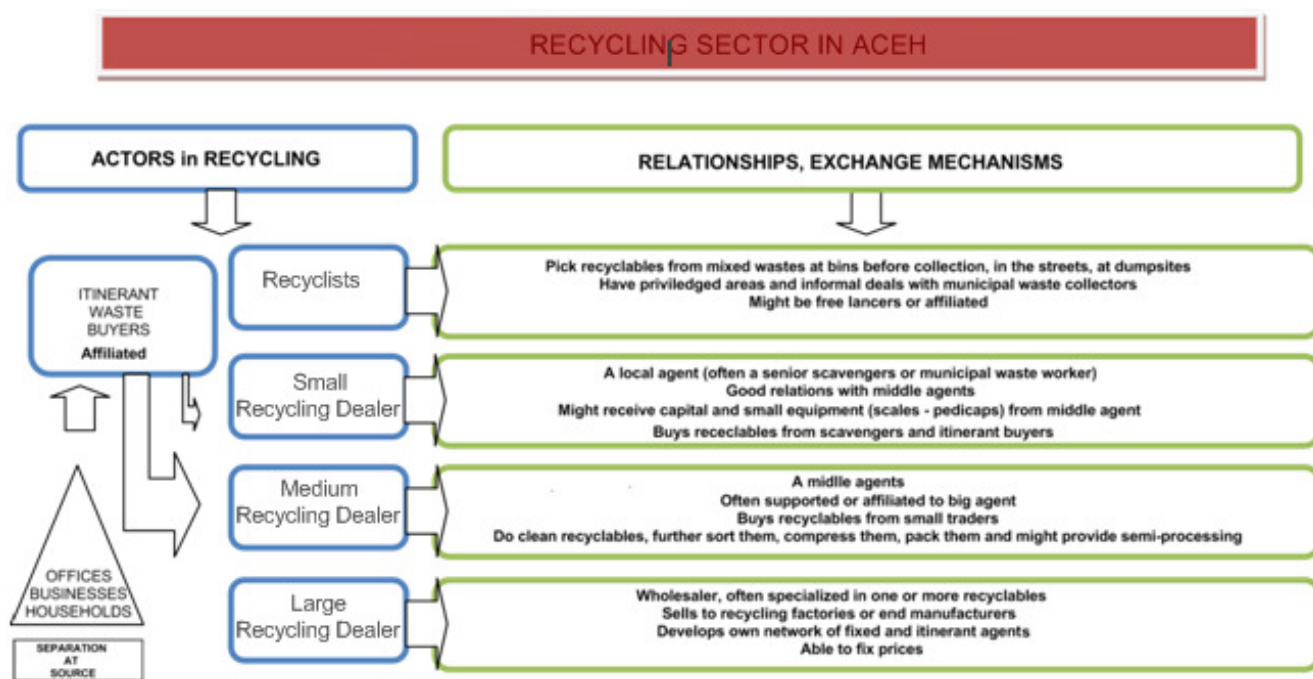 RECYCLING SECTOR IN ACEH
ACTORS in RECYCLING
RELATIONSHIPS, EXCHANGE MECHANISMS
ITINERANT
WASTE
BUYERS
Affiliated
OFFICES
BUSINESSES
HOUSEHOLDS
SEPARATION
AT
SOURCE
Recyclists
Pick recyclables from mixed wastes at bins before collection, in the streets, at dumpsites
Have priviledged areas and informal deals with municipal waste collectors
Might be free lancers or affiliated
Small
Recycling Dealer
A local agent (often a senior scavengers or municipal waste worker)
Good relations with middle agents
Might receive capital and small equipment (scales - pedicaps) from middle agent
Buys receclables from scavengers and itinerant buyers
Medium
Recycling Dealer
A midlle agents
Often supported or affiliated to big agent
Buys recyclables from small traders
Do clean recyclables, further sort them, compress them, pack them and might provide semi-processing
Large
Recycling Dealer
Wholesaler, often specialized in one or more recyclables
Sells to recycling factories or end manufacturers
Develops own network of fixed and itinerant agents
Able to fix prices